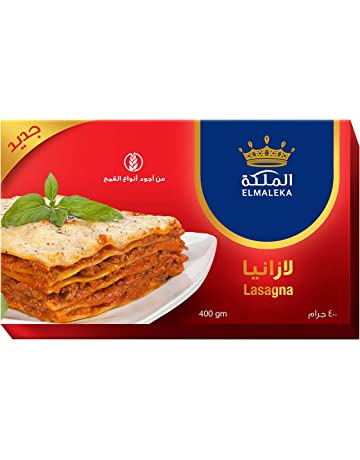 جديد
الملكة
ELMALEKA
من أجود أنواع القمح
لازانيا
Lasagna
400 gm
٤٠٠ جرام